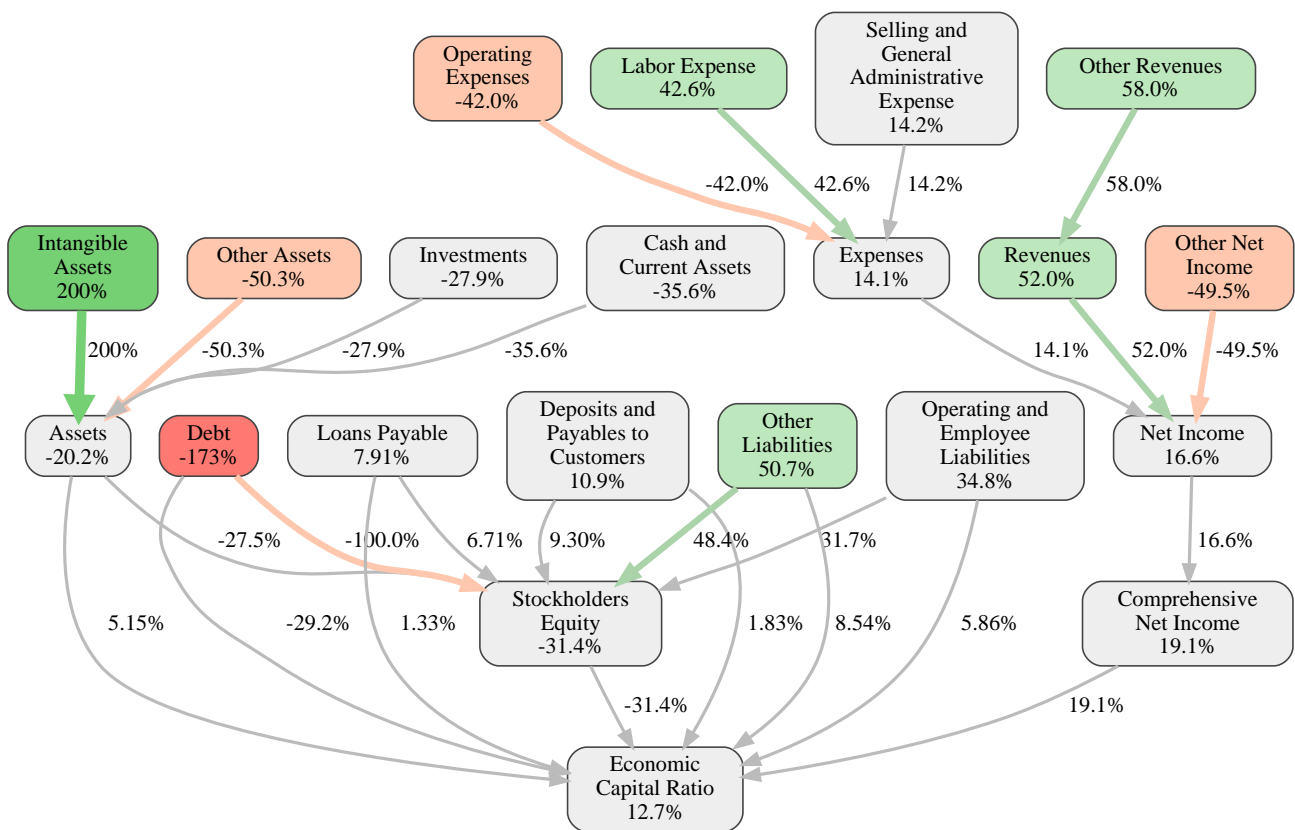 Operating
Expenses
-42.0%
Labor Expense
42.6%
Selling and
General
Administrative
Expense
14.2%
Other Revenues
58.0%
-42.0%
42.6%
14.2%
58.0%
Intangible
Assets
200%
Other Assets
-50.3%
Investments
-27.9%
Cash and
Current Assets
-35.6%
Expenses
14.1%
Revenues
52.0%
Other Net
Income
-49.5%
200%
-50.3%
-27.9%
-35.6%
14.1%
52.0%
-49.5%
Assets
-20.2%
Debt
-173%
Loans Payable
7.91%
Deposits and
Payables to
Customers
10.9%
Other
Liabilities
50.7%
Operating and
Employee
Liabilities
34.8%
Net Income
16.6%
-27.5%
-100.0%
6.71%
9.30%
48.4%
31.7%
16.6%
5.15%
-29.2%
1.33%
Stockholders
Equity
-31.4%
1.83%
8.54%
5.86%
Comprehensive
Net Income
19.1%
-31.4%
19.1%
Economic
Capital Ratio
12.7%